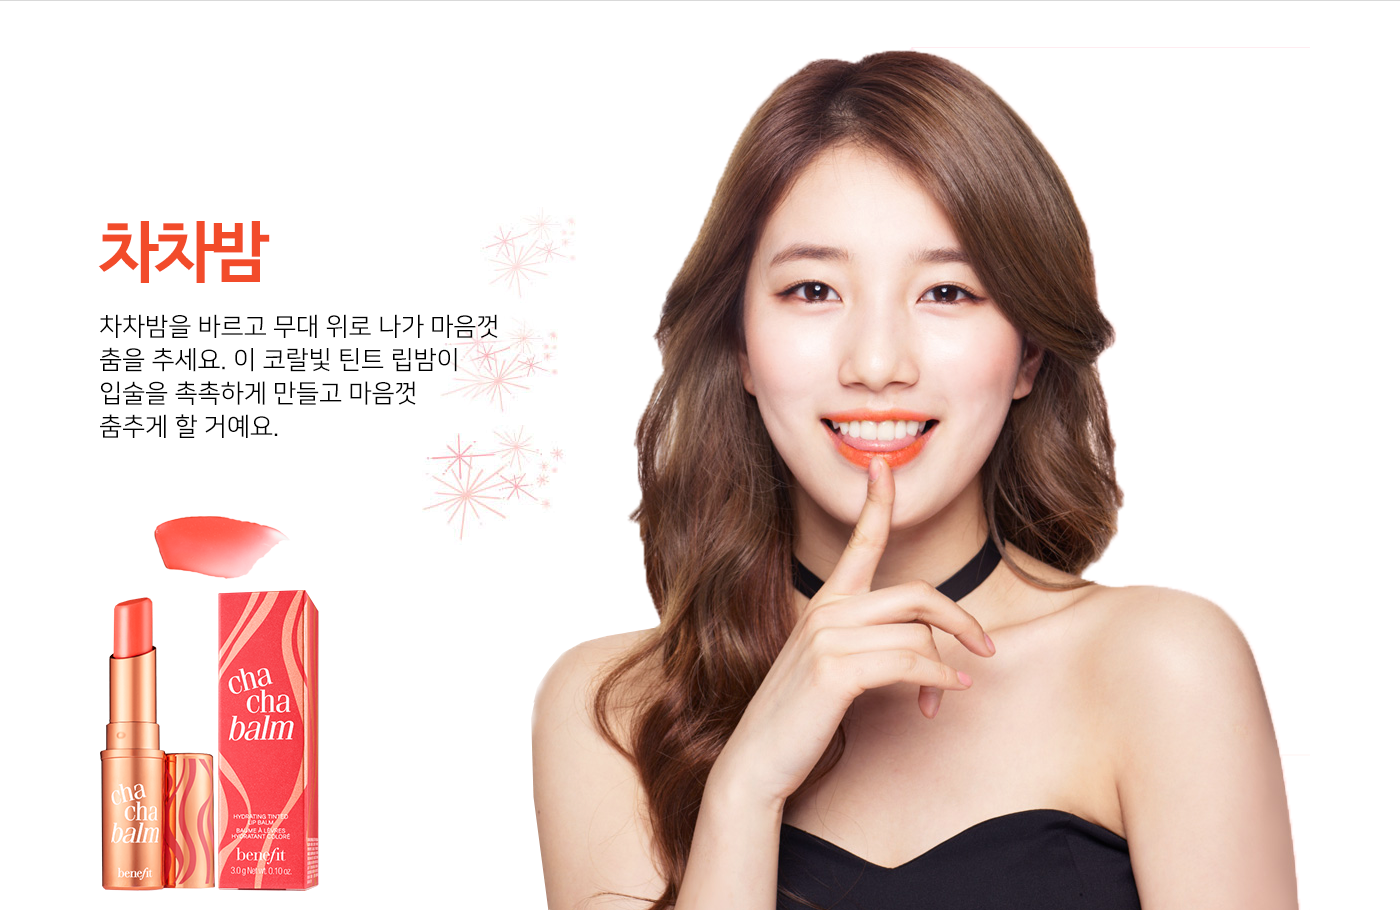 차차밤
차차밤을 바르고 무대 위로 나가 마음껏
춤을 추세요. 이 코랄빛 틴트 립밤이
입술을 촉촉하게 만들고 마음껏
춤추게 할 거예요.
cha
cha
balm
benefit
cha
cha
balm
HYDRATING TINTED
LIP BALM
BAUME À LÈVRES
HYDRATANT COLORÉ
benefit
3.0 g Net wt. 0.10 oz.